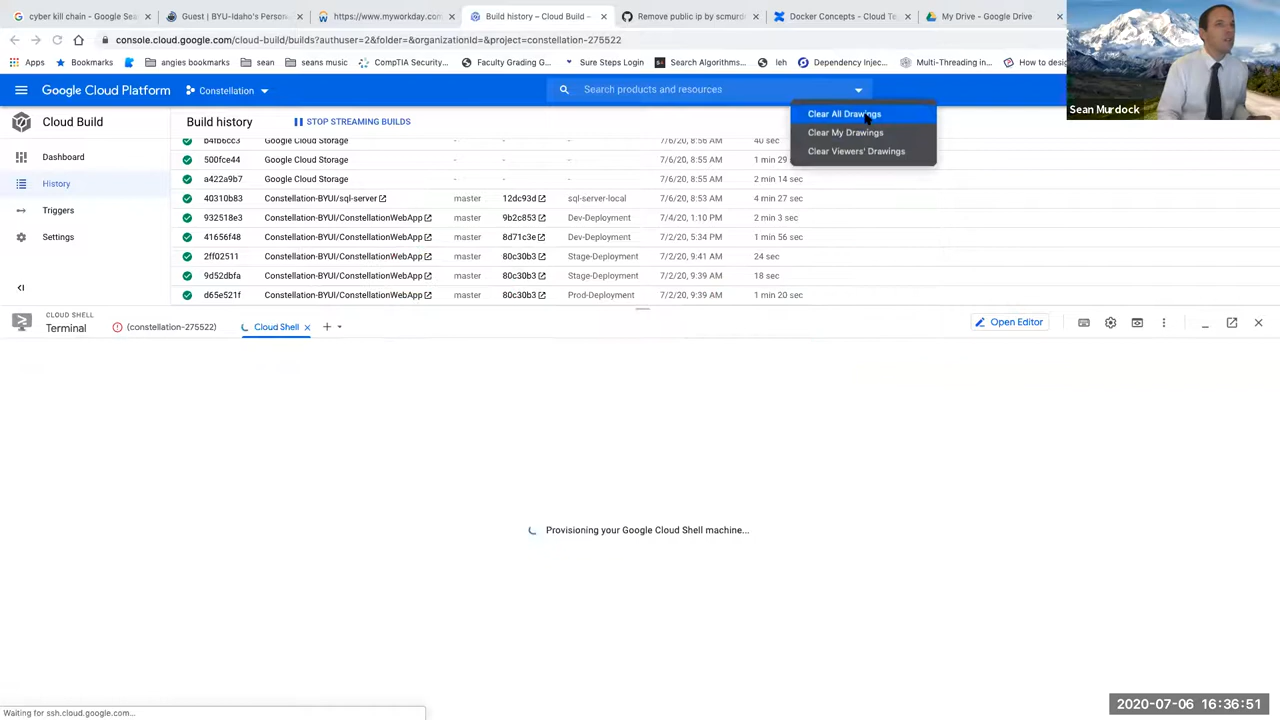 cyber kill chain - Google Sea
Guest | BYU-Idaho's Person
https://www.myworkday.com
Build history – Cloud Build –
Remove public ip by scmurd
Docker Concepts - Cloud Te
My Drive - Google Drive
console.cloud.google.com/cloud-build/builds?authuser=2&folder=&organizationId=&project=constellation-275522
Apps Bookmarks angies bookmarks sean seans music CompTIA Security... Faculty Grading G... Sure Steps Login Search Algorithms... leh Dependency Injec... Multi-Threading in... How to desig
Google Cloud Platform Constellation Search products and resources
Sean Murdock
Clear All Drawings
Clear My Drawings
Clear Viewers' Drawings
Cloud Build
Dashboard
History
Triggers
Settings
Build history STOP STREAMING BUILDS
b4fb6cc3 Google Cloud Storage - - - 7/6/20, 8:56 AM 40 sec
500fce44 Google Cloud Storage - - - 7/6/20, 8:55 AM 1 min 29
a422a9b7 Google Cloud Storage - - - 7/6/20, 8:55 AM 2 min 14 sec
40310b83 Constellation-BYUI/sql-server master 12dc93d sql-server-local 7/6/20, 8:53 AM 4 min 27 sec
932518e3 Constellation-BYUI/ConstellationWebApp master 9b2c853 Dev-Deployment 7/4/20, 1:10 PM 2 min 3 sec
41656f48 Constellation-BYUI/ConstellationWebApp master 8d71c3e Dev-Deployment 7/2/20, 5:34 PM 1 min 56 sec
2ff02511 Constellation-BYUI/ConstellationWebApp master 80c30b3 Stage-Deployment 7/2/20, 9:41 AM 24 sec
9d52dbfa Constellation-BYUI/ConstellationWebApp master 80c30b3 Stage-Deployment 7/2/20, 9:39 AM 18 sec
d65e521f Constellation-BYUI/ConstellationWebApp master 80c30b3 Prod-Deployment 7/2/20, 9:39 AM 1 min 20 sec
CLOUD SHELL
Terminal
(constellation-275522)
Cloud Shell
Open Editor
Provisioning your Google Cloud Shell machine...
Waiting for ssh.cloud.google.com...
2020-07-06 16:36:51